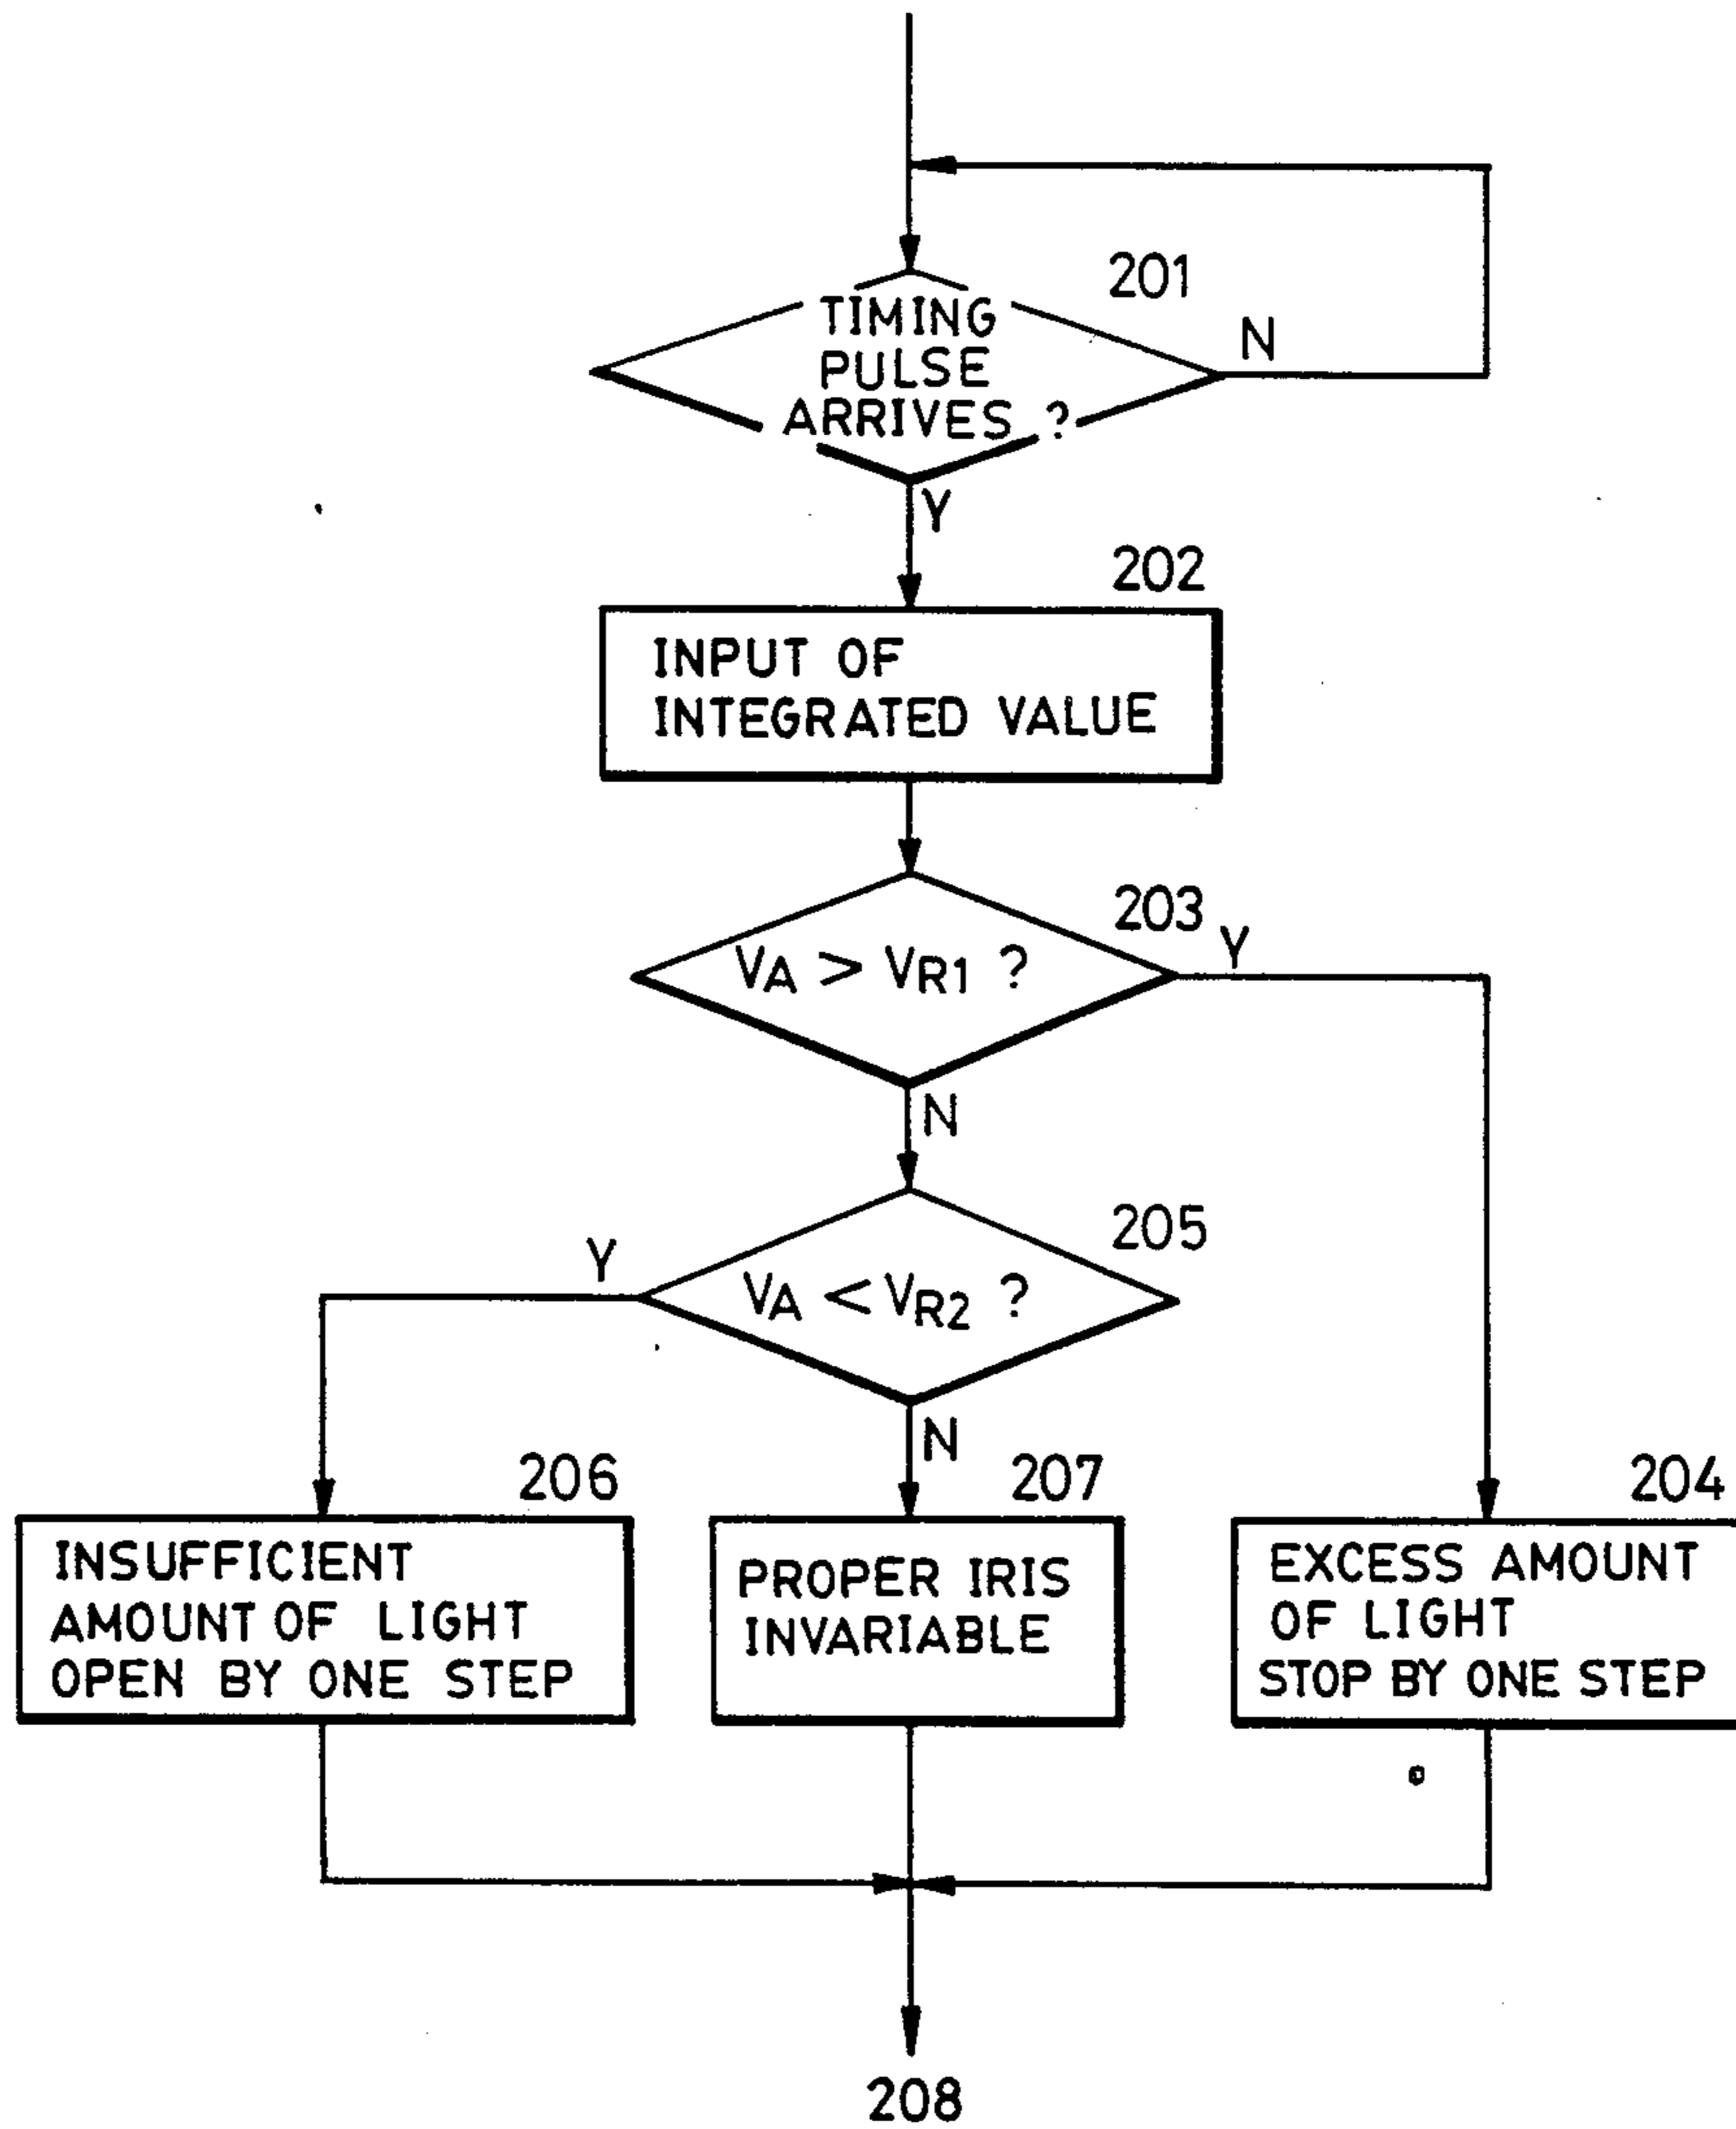 201
TIMING
PULSE
ARRIVES ?
N
Y
202
INPUT OF
INTEGRATED VALUE
203
VA > VR1 ?
Y
N
205
VA < VR2 ?
Y
N
206
INSUFFICIENT
AMOUNT OF LIGHT
OPEN BY ONE STEP
207
PROPER IRIS
INVARIABLE
204
EXCESS AMOUNT
OF LIGHT
STOP BY ONE STEP
208